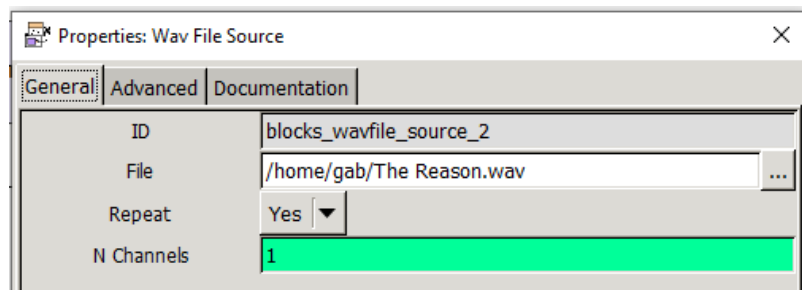 Properties: Wav File Source
General Advanced Documentation
ID blocks_wavfile_source_2
File /home/gab/The Reason.wav ...
Repeat Yes
N Channels 1